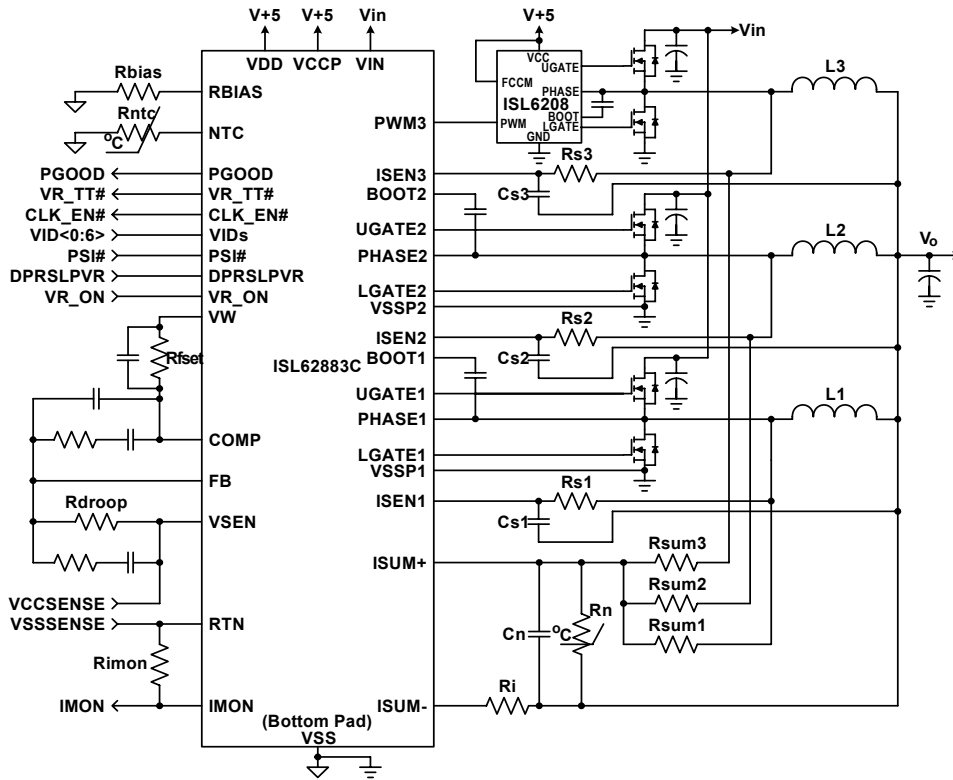 V+5
V+5
Vin
V+5
Vin
VDD
VCCP
VIN
VCC
UGATE
FCCM
PHASE
ISL6208
BOOT
PWM
LGATE
GND
L3
Rbias
RBIAS
Rntc
oC
NTC
PWM3
PGOOD
PGOOD
VR_TT#
VR_TT#
CLK_EN#
CLK_EN#
VID<0:6>
VIDs
PSI#
PSI#
DPRSLPVR
DPRSLPVR
VR_ON
VR_ON
VW
Rfset
ISL62883C
COMP
FB
Rdroop
VSEN
VCCSENSE
VSSSENSE
RTN
Rimon
IMON
IMON
(Bottom Pad)
VSS
ISEN3
Rs3
Cs3
BOOT2
UGATE2
PHASE2
L2
Vo
LGATE2
VSSP2
ISEN2
Rs2
Cs2
BOOT1
UGATE1
PHASE1
L1
LGATE1
VSSP1
ISEN1
Rs1
Cs1
ISUM+
Rsum3
Rsum2
Rsum1
Rn
Cn
oC
Ri
ISUM-